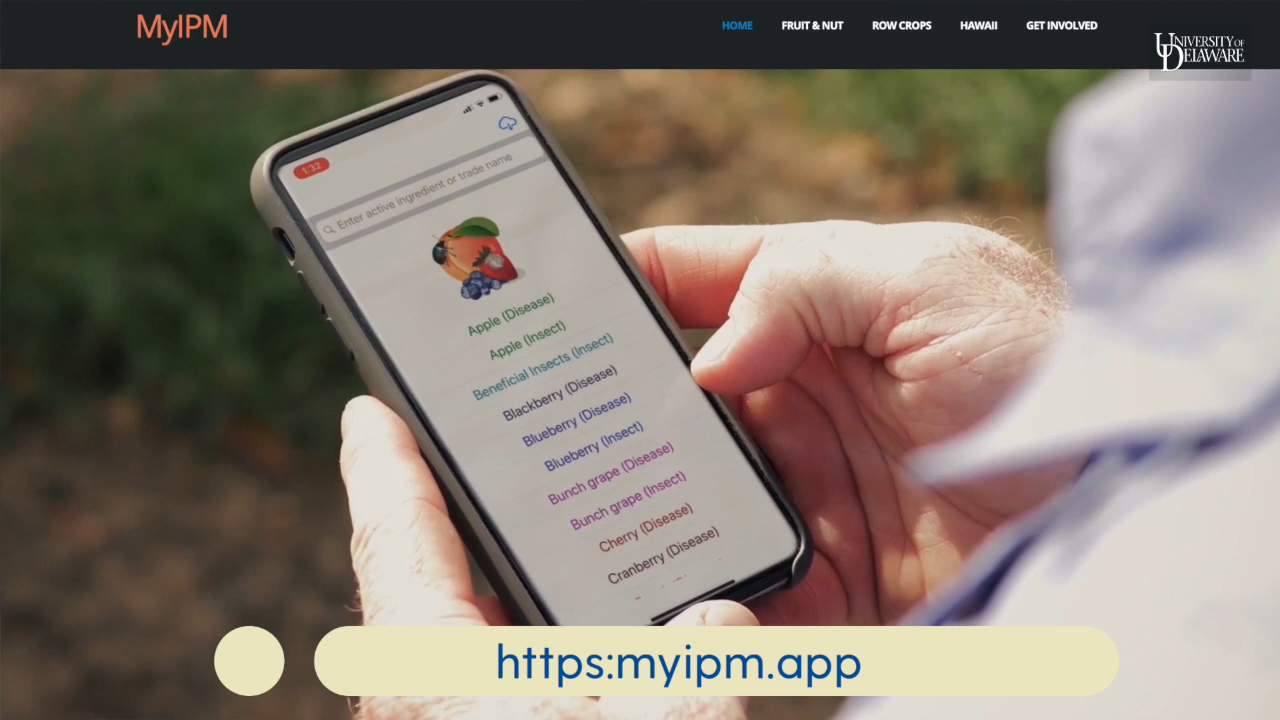 MyIPM
HOME FRUIT & NUT ROW CROPS HAWAII GET INVOLVED
UNIVERSITY OF
DELAWARE
1:32
Enter active ingredient or trade name
Apple (Disease)
Apple (Insect)
Beneficial Insects (Insect)
Blackberry (Disease)
Blueberry (Disease)
Blueberry (Insect)
Bunch grape (Disease)
Bunch grape (Insect)
Cherry (Disease)
Cranberry (Disease)
https:myipm.app